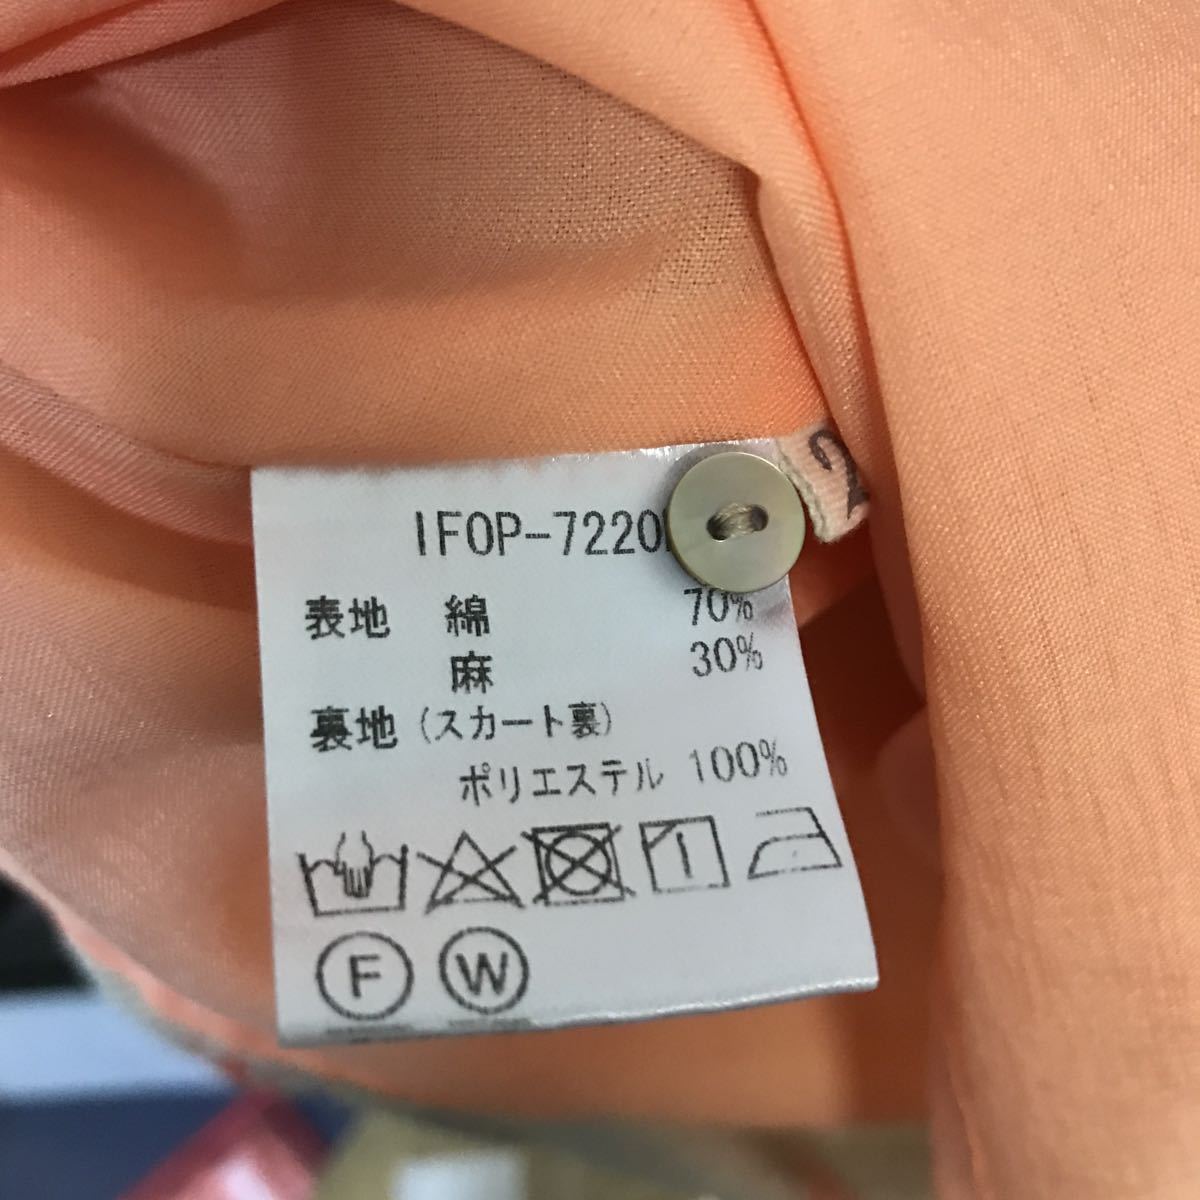 2
IFOP-7220
表地 綿 70%
麻 30%
裏地 (スカート裏)
ポリエステル 100%
F W